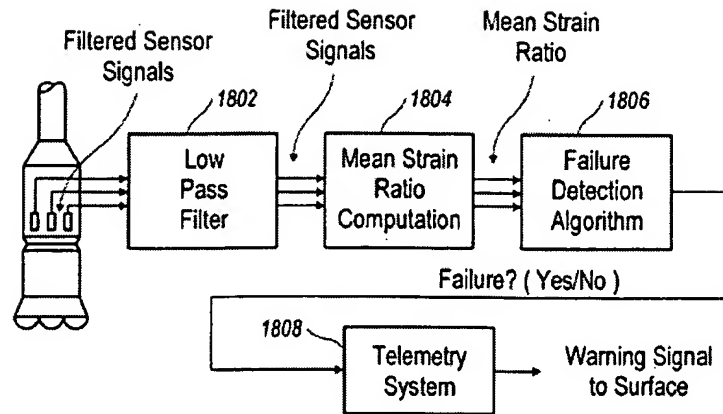 Filtered Sensor
Signals
Filtered Sensor
Signals
Mean Strain
Ratio
1802
1804
1806
Low
Pass
Filter
Mean Strain
Ratio
Computation
Failure
Detection
Algorithm
Failure? ( Yes/No )
1808
Telemetry
System
Warning Signal
to Surface